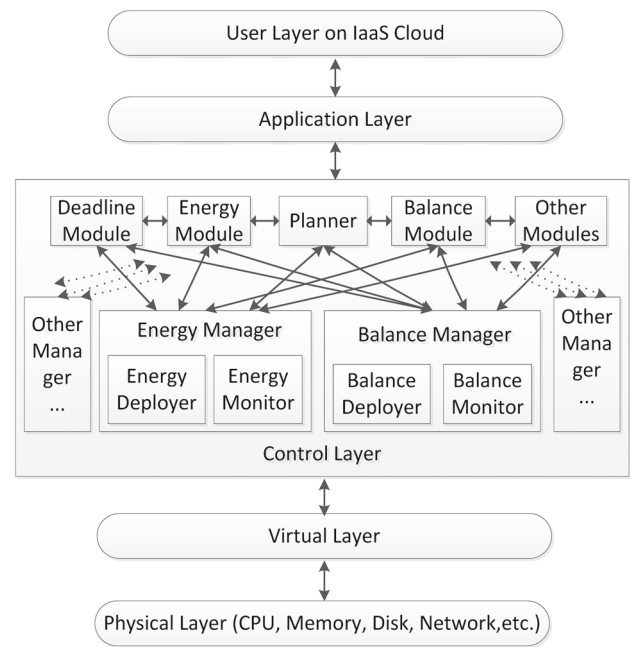 User Layer on IaaS Cloud
Application Layer
Deadline
Module
Energy
Module
Planner
Balance
Module
Other
Modules
Other
Mana
ger
...
Energy Manager
Energy
Deployer
Energy
Monitor
Balance Manager
Balance
Deployer
Balance
Monitor
Other
Mana
ger
...
Control Layer
Virtual Layer
Physical Layer (CPU, Memory, Disk, Network,etc.)